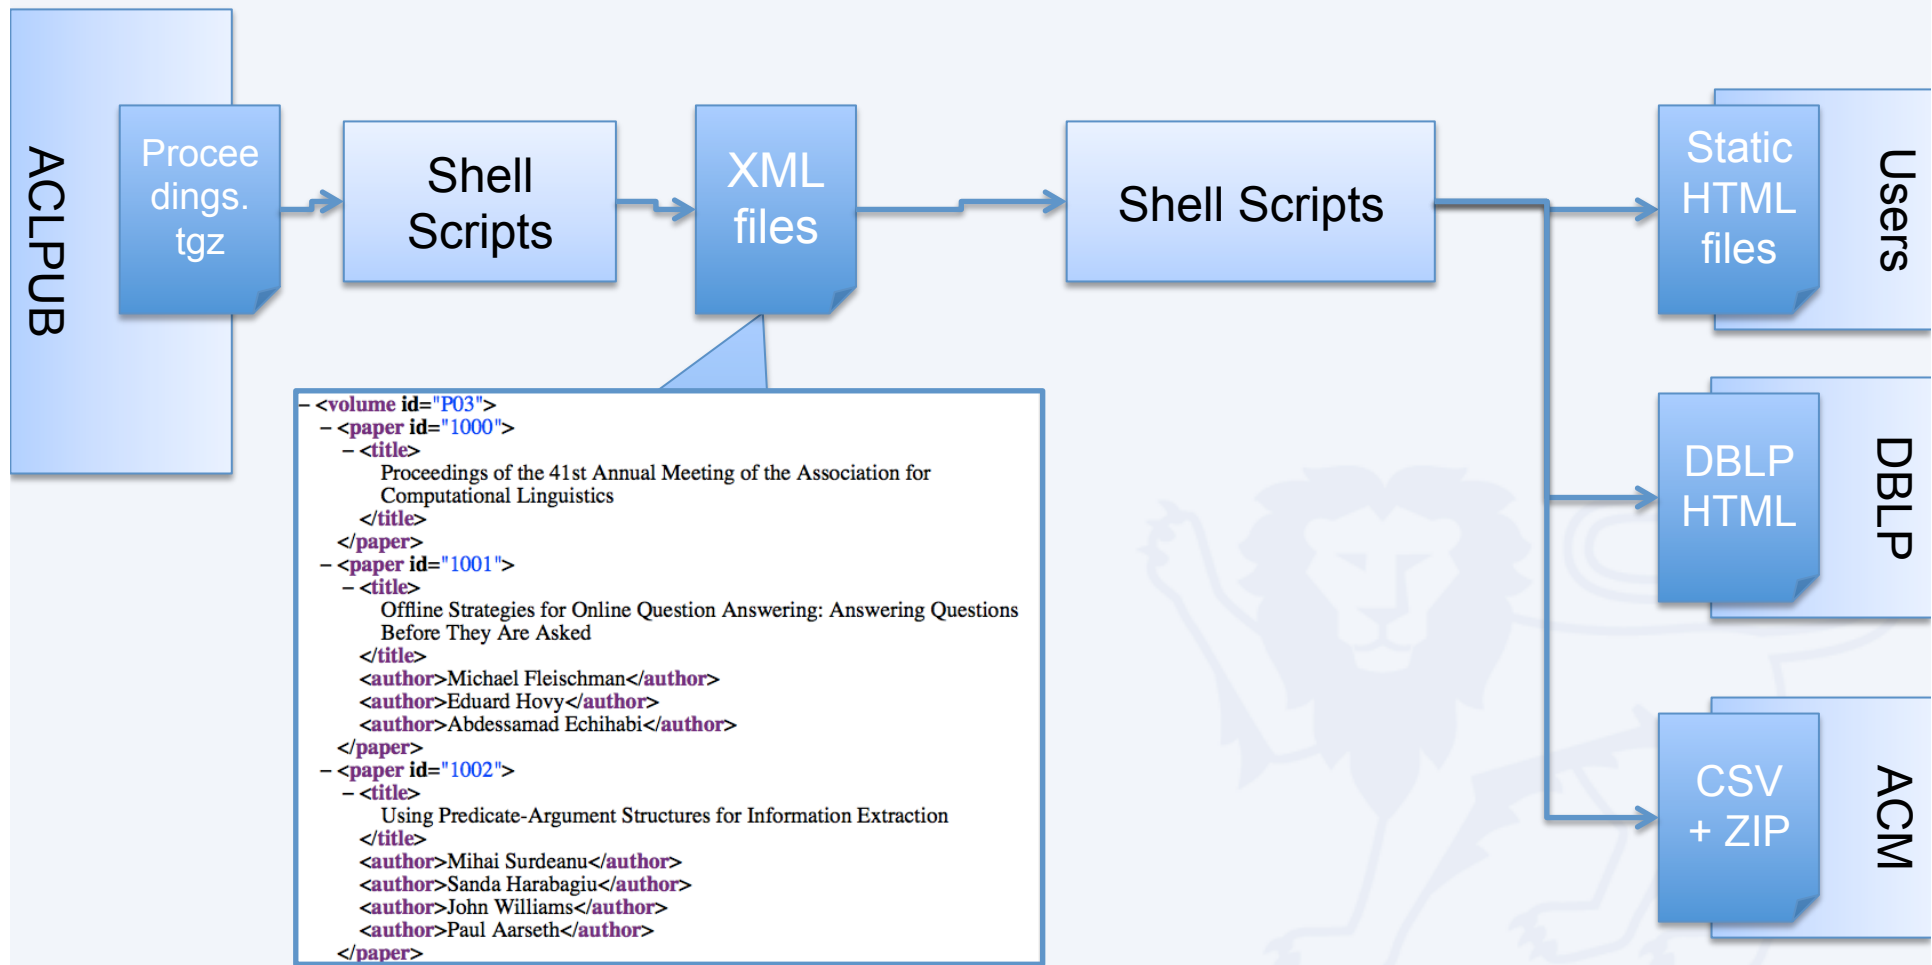 ACLPUB
Procee
dings.
tgz
Shell
Scripts
XML
files
Shell Scripts
Static
HTML
files
Users
DBLP
HTML
DBLP
CSV
+ ZIP
ACM
– <volume id="P03">
– <paper id="1000">
– <title>
Proceedings of the 41st Annual Meeting of the Association for
Computational Linguistics
</title>
</paper>
– <paper id="1001">
– <title>
Offline Strategies for Online Question Answering: Answering Questions
Before They Are Asked
</title>
<author>Michael Fleischman</author>
<author>Eduard Hovy</author>
<author>Abdessamad Echihabi</author>
</paper>
– <paper id="1002">
– <title>
Using Predicate-Argument Structures for Information Extraction
</title>
<author>Mihai Surdeanu</author>
<author>Sanda Harabagiu</author>
<author>John Williams</author>
<author>Paul Aarseth</author>
</paper>